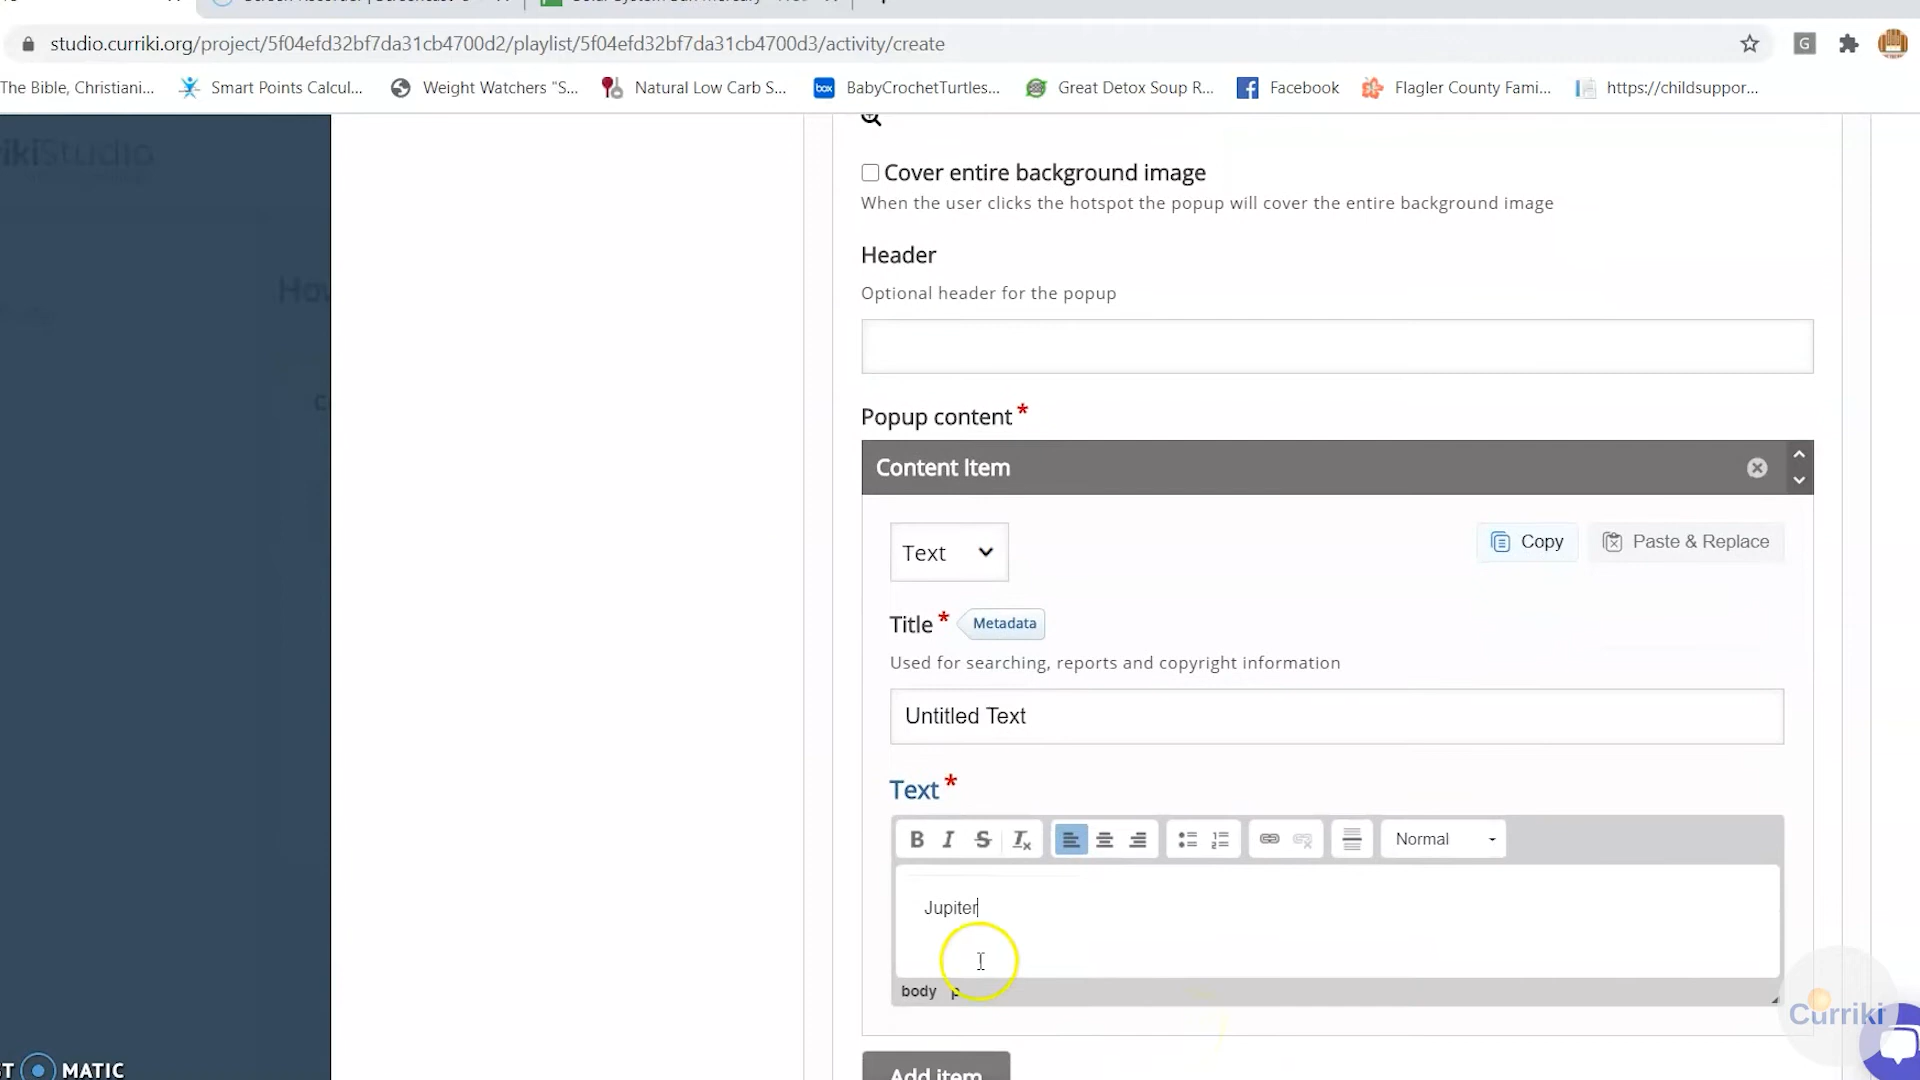 studio.curriki.org/project/5f04efd32bf7da31cb4700d2/playlist/5f04efd32bf7da31cb4700d3/activity/create
G
The Bible, Christiani...
Smart Points Calcul...
Weight Watchers "S...
Natural Low Carb S...
box
BabyCrochetTurtles...
Great Detox Soup R...
Facebook
Flagler County Fami...
https://childsuppor...
ikiStudio
Cover entire background image
When the user clicks the hotspot the popup will cover the entire background image
Header
Optional header for the popup
Popup content *
Content Item
Text
Copy
Paste & Replace
Title *
Metadata
Used for searching, reports and copyright information
Untitled Text
Text *
B I S Tx
Normal
Jupiter
body p
Curriki
Add item
MATIC